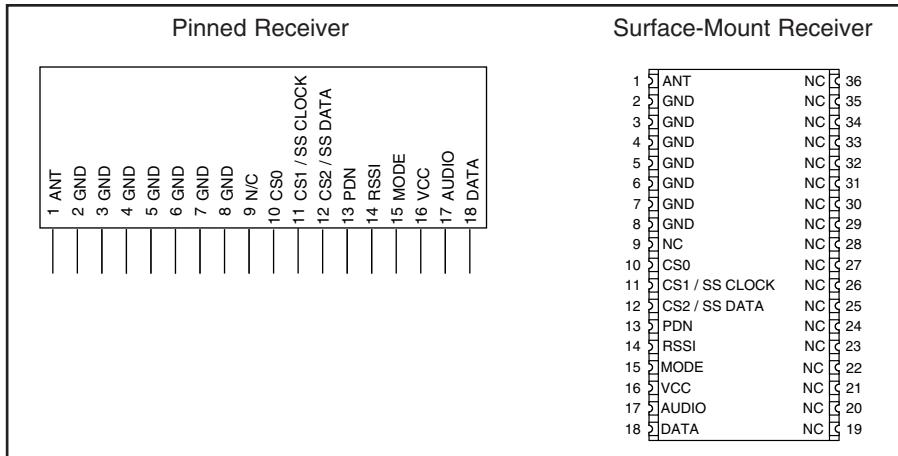 Pinned Receiver
1 ANT
2 GND
3 GND
4 GND
5 GND
6 GND
7 GND
8 GND
9 N/C
10 CS0
11 CS1 / SS CLOCK
12 CS2 / SS DATA
13 PDN
14 RSSI
15 MODE
16 VCC
17 AUDIO
18 DATA
Surface-Mount Receiver
1 ANT NC 36
2 GND NC 35
3 GND NC 34
4 GND NC 33
5 GND NC 32
6 GND NC 31
7 GND NC 30
8 GND NC 29
9 NC NC 28
10 CS0 NC 27
11 CS1 / SS CLOCK NC 26
12 CS2 / SS DATA NC 25
13 PDN NC 24
14 RSSI NC 23
15 MODE NC 22
16 VCC NC 21
17 AUDIO NC 20
18 DATA NC 19